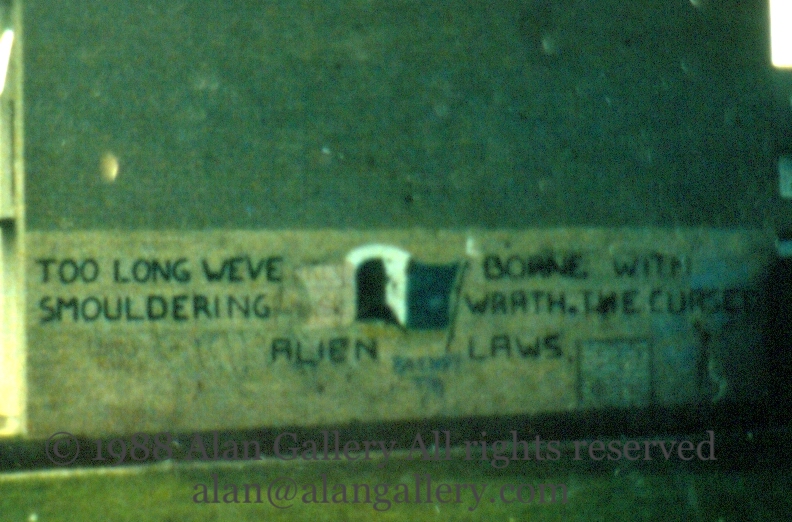 TOO LONG WEVE BORNE WITH
SMOULDERING WRATH. THE CURSED
ALIEN LAWS.
© 1988 Alan Gallery All rights reserved
alan@alangallery.com